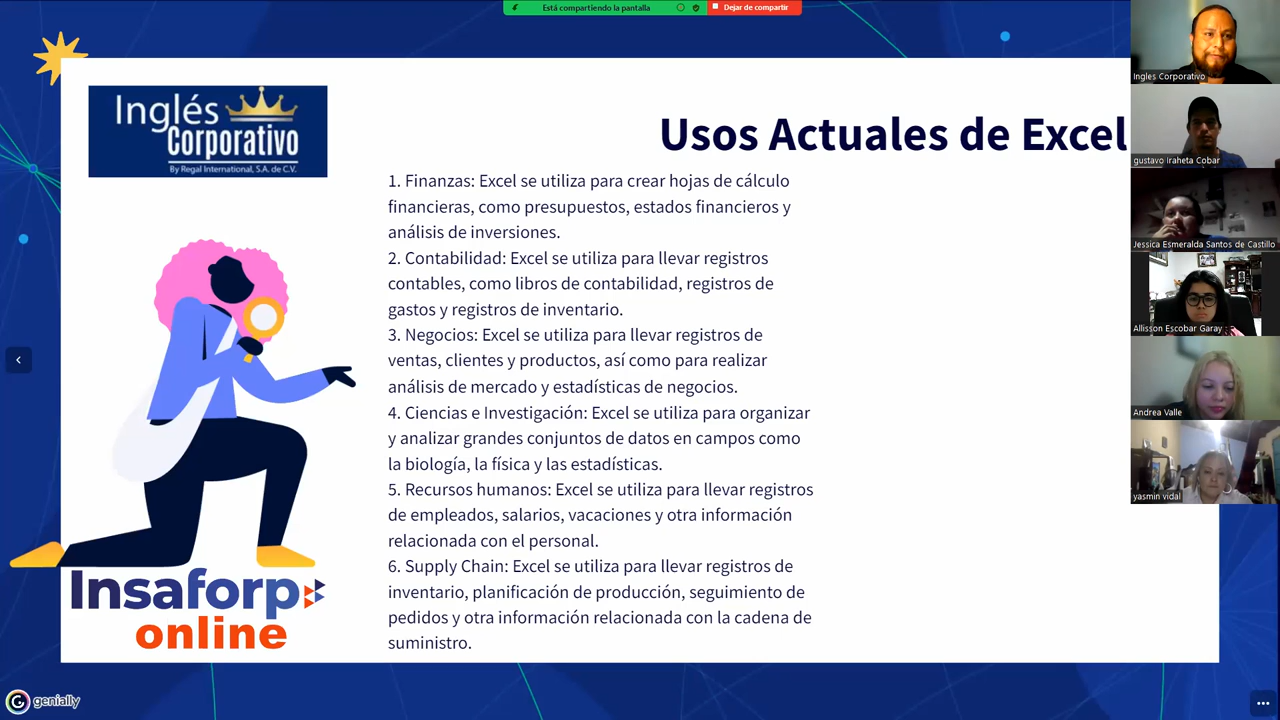 Está compartiendo la pantalla
Dejar de compartir
Inglés
Corporativo
By Regal International, S.A. de C.V.
Usos Actuales de Excel
1. Finanzas: Excel se utiliza para crear hojas de cálculo
financieras, como presupuestos, estados financieros y
análisis de inversiones.
2. Contabilidad: Excel se utiliza para llevar registros
contables, como libros de contabilidad, registros de
gastos y registros de inventario.
3. Negocios: Excel se utiliza para llevar registros de
ventas, clientes y productos, así como para realizar
análisis de mercado y estadísticas de negocios.
4. Ciencias e Investigación: Excel se utiliza para organizar
y analizar grandes conjuntos de datos en campos como
la biología, la física y las estadísticas.
5. Recursos humanos: Excel se utiliza para llevar registros
de empleados, salarios, vacaciones y otra información
relacionada con el personal.
6. Supply Chain: Excel se utiliza para llevar registros de
inventario, planificación de producción, seguimiento de
pedidos y otra información relacionada con la cadena de
suministro.
Insaforp
online
genially
Ingles Corporativo
gustavo Iraheta Cobar
Jessica Esmeralda Santos de Castillo
Allisson Escobar Garay
Andrea Valle
yasmin vidal